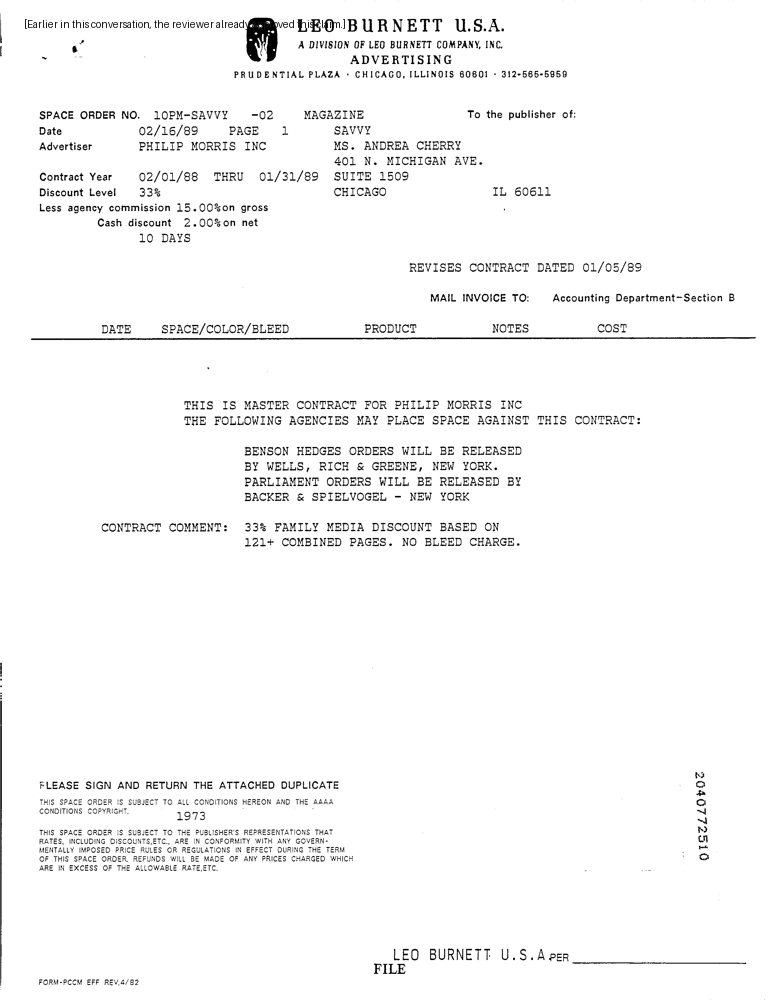 [Earlier in this conversation, the reviewer already
LEO BURNETT U.S.A.
A DIVISION OF LEO BURNETT COMPANY, INC.
ADVERTISING
PRUDENTIAL PLAZA · CHICAGO, ILLINOIS 60601 · 312-565-5959
SPACE ORDER NO. 10PM-SAVVY -02 MAGAZINE To the publisher of:
Date 02/16/89 PAGE 1 SAVVY
Advertiser PHILIP MORRIS INC MS. ANDREA CHERRY
401 N. MICHIGAN AVE.
Contract Year 02/01/88 THRU 01/31/89 SUITE 1509
Discount Level 33% CHICAGO IL 60611
Less agency commission 15.00% on gross
Cash discount 2.00% on net
10 DAYS
REVISES CONTRACT DATED 01/05/89
MAIL INVOICE TO: Accounting Department-Section B
DATE SPACE/COLOR/BLEED PRODUCT NOTES COST
THIS IS MASTER CONTRACT FOR PHILIP MORRIS INC
THE FOLLOWING AGENCIES MAY PLACE SPACE AGAINST THIS CONTRACT:
BENSON HEDGES ORDERS WILL BE RELEASED
BY WELLS, RICH & GREENE, NEW YORK.
PARLIAMENT ORDERS WILL BE RELEASED BY
BACKER & SPIELVOGEL - NEW YORK
CONTRACT COMMENT: 33% FAMILY MEDIA DISCOUNT BASED ON
121+ COMBINED PAGES. NO BLEED CHARGE.
PLEASE SIGN AND RETURN THE ATTACHED DUPLICATE
THIS SPACE ORDER IS SUBJECT TO ALL CONDITIONS HEREON AND THE AAAA
CONDITIONS COPYRIGHT. 1973
THIS SPACE ORDER IS SUBJECT TO THE PUBLISHER'S REPRESENTATIONS THAT
RATES, INCLUDING DISCOUNTS,ETC., ARE IN CONFORMITY WITH ANY GOVERN-
MENTALLY IMPOSED PRICE RULES OR REGULATIONS IN EFFECT DURING THE TERM
OF THIS SPACE ORDER. REFUNDS WILL BE MADE OF ANY PRICES CHARGED WHICH
ARE IN EXCESS OF THE ALLOWABLE RATE,ETC.
2040772510
LEO BURNETT U.S.A. PER
FILE
FORM-PCCM EFF REV.4/82